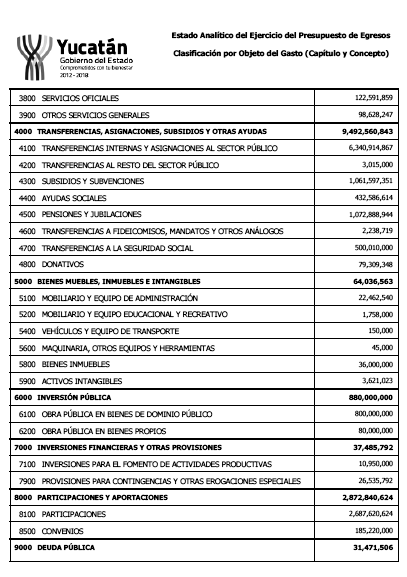 Yucatán
Gobierno del Estado
Comprometidos con tu bienestar
2012 - 2018
Estado Analítico del Ejercicio del Presupuesto de Egresos
Clasificación por Objeto del Gasto (Capítulo y Concepto)
3800 SERVICIOS OFICIALES 122,591,859
3900 OTROS SERVICIOS GENERALES 98,628,247
4000 TRANSFERENCIAS, ASIGNACIONES, SUBSIDIOS Y OTRAS AYUDAS 9,492,560,843
4100 TRANSFERENCIAS INTERNAS Y ASIGNACIONES AL SECTOR PÚBLICO 6,340,914,867
4200 TRANSFERENCIAS AL RESTO DEL SECTOR PÚBLICO 3,015,000
4300 SUBSIDIOS Y SUBVENCIONES 1,061,597,351
4400 AYUDAS SOCIALES 432,586,614
4500 PENSIONES Y JUBILACIONES 1,072,888,944
4600 TRANSFERENCIAS A FIDEICOMISOS, MANDATOS Y OTROS ANÁLOGOS 2,238,719
4700 TRANSFERENCIAS A LA SEGURIDAD SOCIAL 500,010,000
4800 DONATIVOS 79,309,348
5000 BIENES MUEBLES, INMUEBLES E INTANGIBLES 64,036,563
5100 MOBILIARIO Y EQUIPO DE ADMINISTRACIÓN 22,462,540
5200 MOBILIARIO Y EQUIPO EDUCACIONAL Y RECREATIVO 1,758,000
5400 VEHÍCULOS Y EQUIPO DE TRANSPORTE 150,000
5600 MAQUINARIA, OTROS EQUIPOS Y HERRAMIENTAS 45,000
5800 BIENES INMUEBLES 36,000,000
5900 ACTIVOS INTANGIBLES 3,621,023
6000 INVERSIÓN PÚBLICA 880,000,000
6100 OBRA PÚBLICA EN BIENES DE DOMINIO PÚBLICO 800,000,000
6200 OBRA PÚBLICA EN BIENES PROPIOS 80,000,000
7000 INVERSIONES FINANCIERAS Y OTRAS PROVISIONES 37,485,792
7100 INVERSIONES PARA EL FOMENTO DE ACTIVIDADES PRODUCTIVAS 10,950,000
7900 PROVISIONES PARA CONTINGENCIAS Y OTRAS EROGACIONES ESPECIALES 26,535,792
8000 PARTICIPACIONES Y APORTACIONES 2,872,840,624
8100 PARTICIPACIONES 2,687,620,624
8500 CONVENIOS 185,220,000
9000 DEUDA PÚBLICA 31,471,506